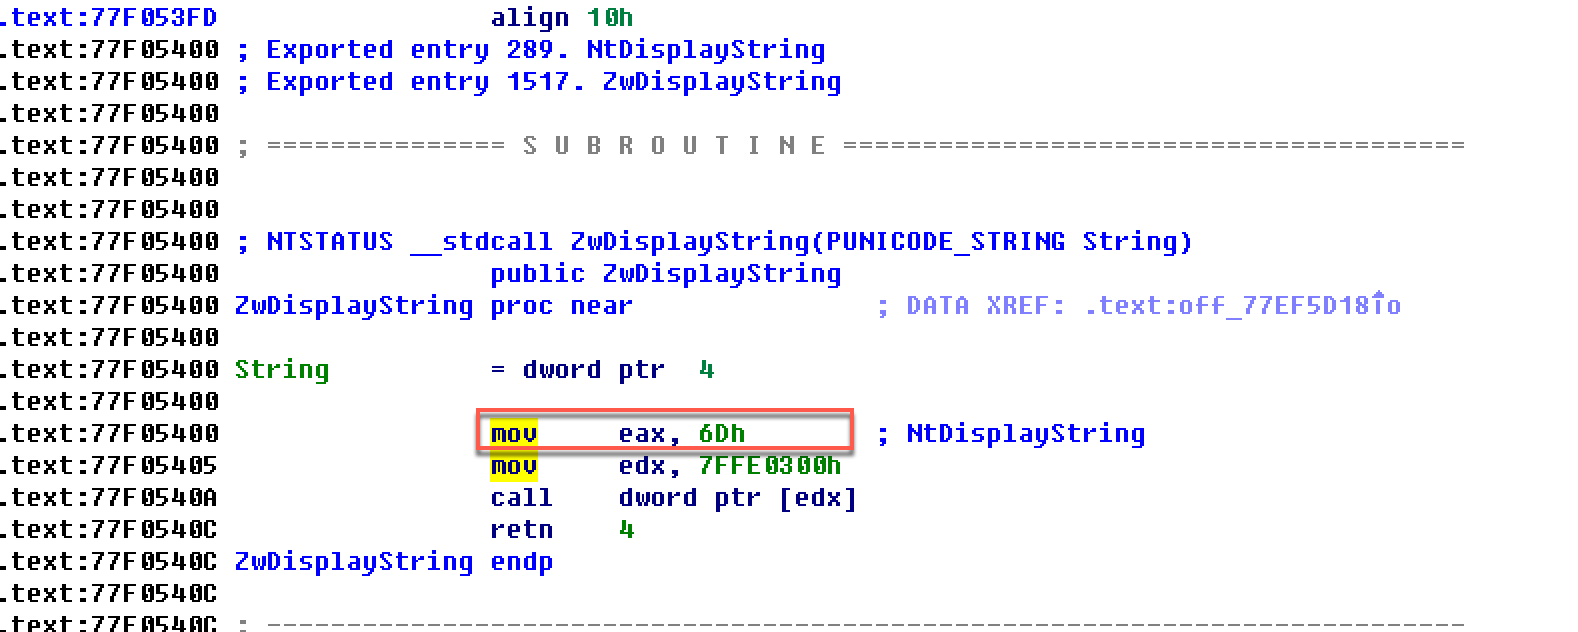 .text:77F053FD align 10h
.text:77F05400 ; Exported entry 289. NtDisplayString
.text:77F05400 ; Exported entry 1517. ZwDisplayString
.text:77F05400
.text:77F05400 ; =============== S U B R O U T I N E =======================================
.text:77F05400
.text:77F05400
.text:77F05400 ; NTSTATUS __stdcall ZwDisplayString(PUNICODE_STRING String)
.text:77F05400 public ZwDisplayString
.text:77F05400 ZwDisplayString proc near ; DATA XREF: .text:off_77EF5D18↑o
.text:77F05400
.text:77F05400 String = dword ptr 4
.text:77F05400
.text:77F05400 mov eax, 6Dh ; NtDisplayString
.text:77F05405 mov edx, 7FFE0300h
.text:77F0540A call dword ptr [edx]
.text:77F0540C retn 4
.text:77F0540C ZwDisplayString endp
.text:77F0540C
.text:77F0540C ; ---------------------------------------------------------------------------